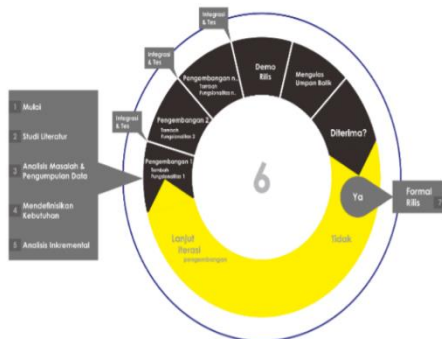 1 Mulai
2 Studi Literatur
3 Analisis Masalah &
Pengumpulan Data
4 Mendefinisikan
Kebutuhan
5 Analisis Inkremental
Integrasi
& Tes
Pengembangan 1
Tambah
Fungsionalitas 1
Integrasi
& Tes
Pengembangan 2
Tambah
Fungsionalitas 2
Integrasi
& Tes
Pengembangan n..
Tambah
Fungsionalitas n..
Demo
Rilis
Mengulas
Umpan Balik
Diterima?
6
Ya
Formal
Rilis 7
Tidak
Lanjut
Iterasi
pengembangan